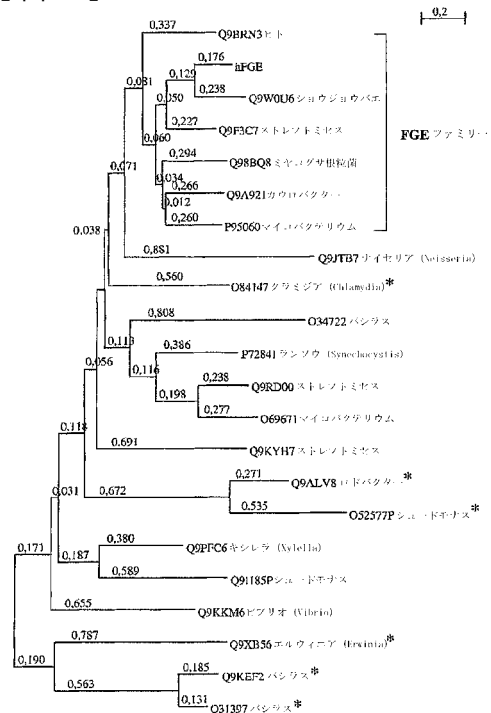 0,2
0,337
Q9BRN3ヒト
0,176
hFGE
0,081
0,129
0,238
Q9W0U6ショウジョウバエ
0,050
0,227
Q9F3C7ストレプトミセス
FGEファミリー
0,060
0,294
Q98BQ8ミヤコグサ根粒菌
0,071
0,034
0,266
Q9A921カウロバクター
0,012
0,260
P95060マイコバクテリウム
0,038
0,881
Q9JTB7ナイセリア (Neisseria)
0,560
O84147クラミジア (Chlamydia)*
0,808
O34722バシラス
0,113
0,386
P72841ランソウ (Synechocystis)
0,056
0,116
0,238
Q9RD00ストレプトミセス
0,198
0,277
O69671マイコバクテリウム
0,118
0,691
Q9KYH7ストレプトミセス
0,271
Q9ALV8ロドバクター*
0,031
0,672
0.535
O52577Pシュードモナス*
0,380
Q9PFC6キシレラ (Xylella)
0,171
0,187
0,589
Q91185Pシュードモナス
0,655
Q9KKM6ビブリオ (Vibrio)
0,787
Q9XB56エルウィニア (Erwinia)*
0,190
0,185
Q9KEF2バシラス*
0,563
0,131
O31397バシラス*